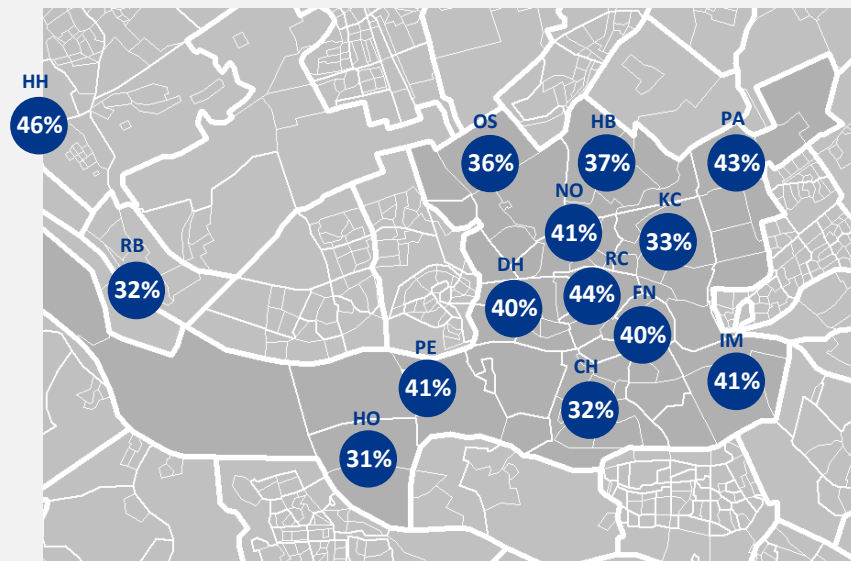 HH
46%
OS
36%
HB
37%
PA
43%
NO
41%
KC
33%
RB
32%
DH
40%
RC
44%
FN
40%
PE
41%
CH
32%
IM
41%
HO
31%